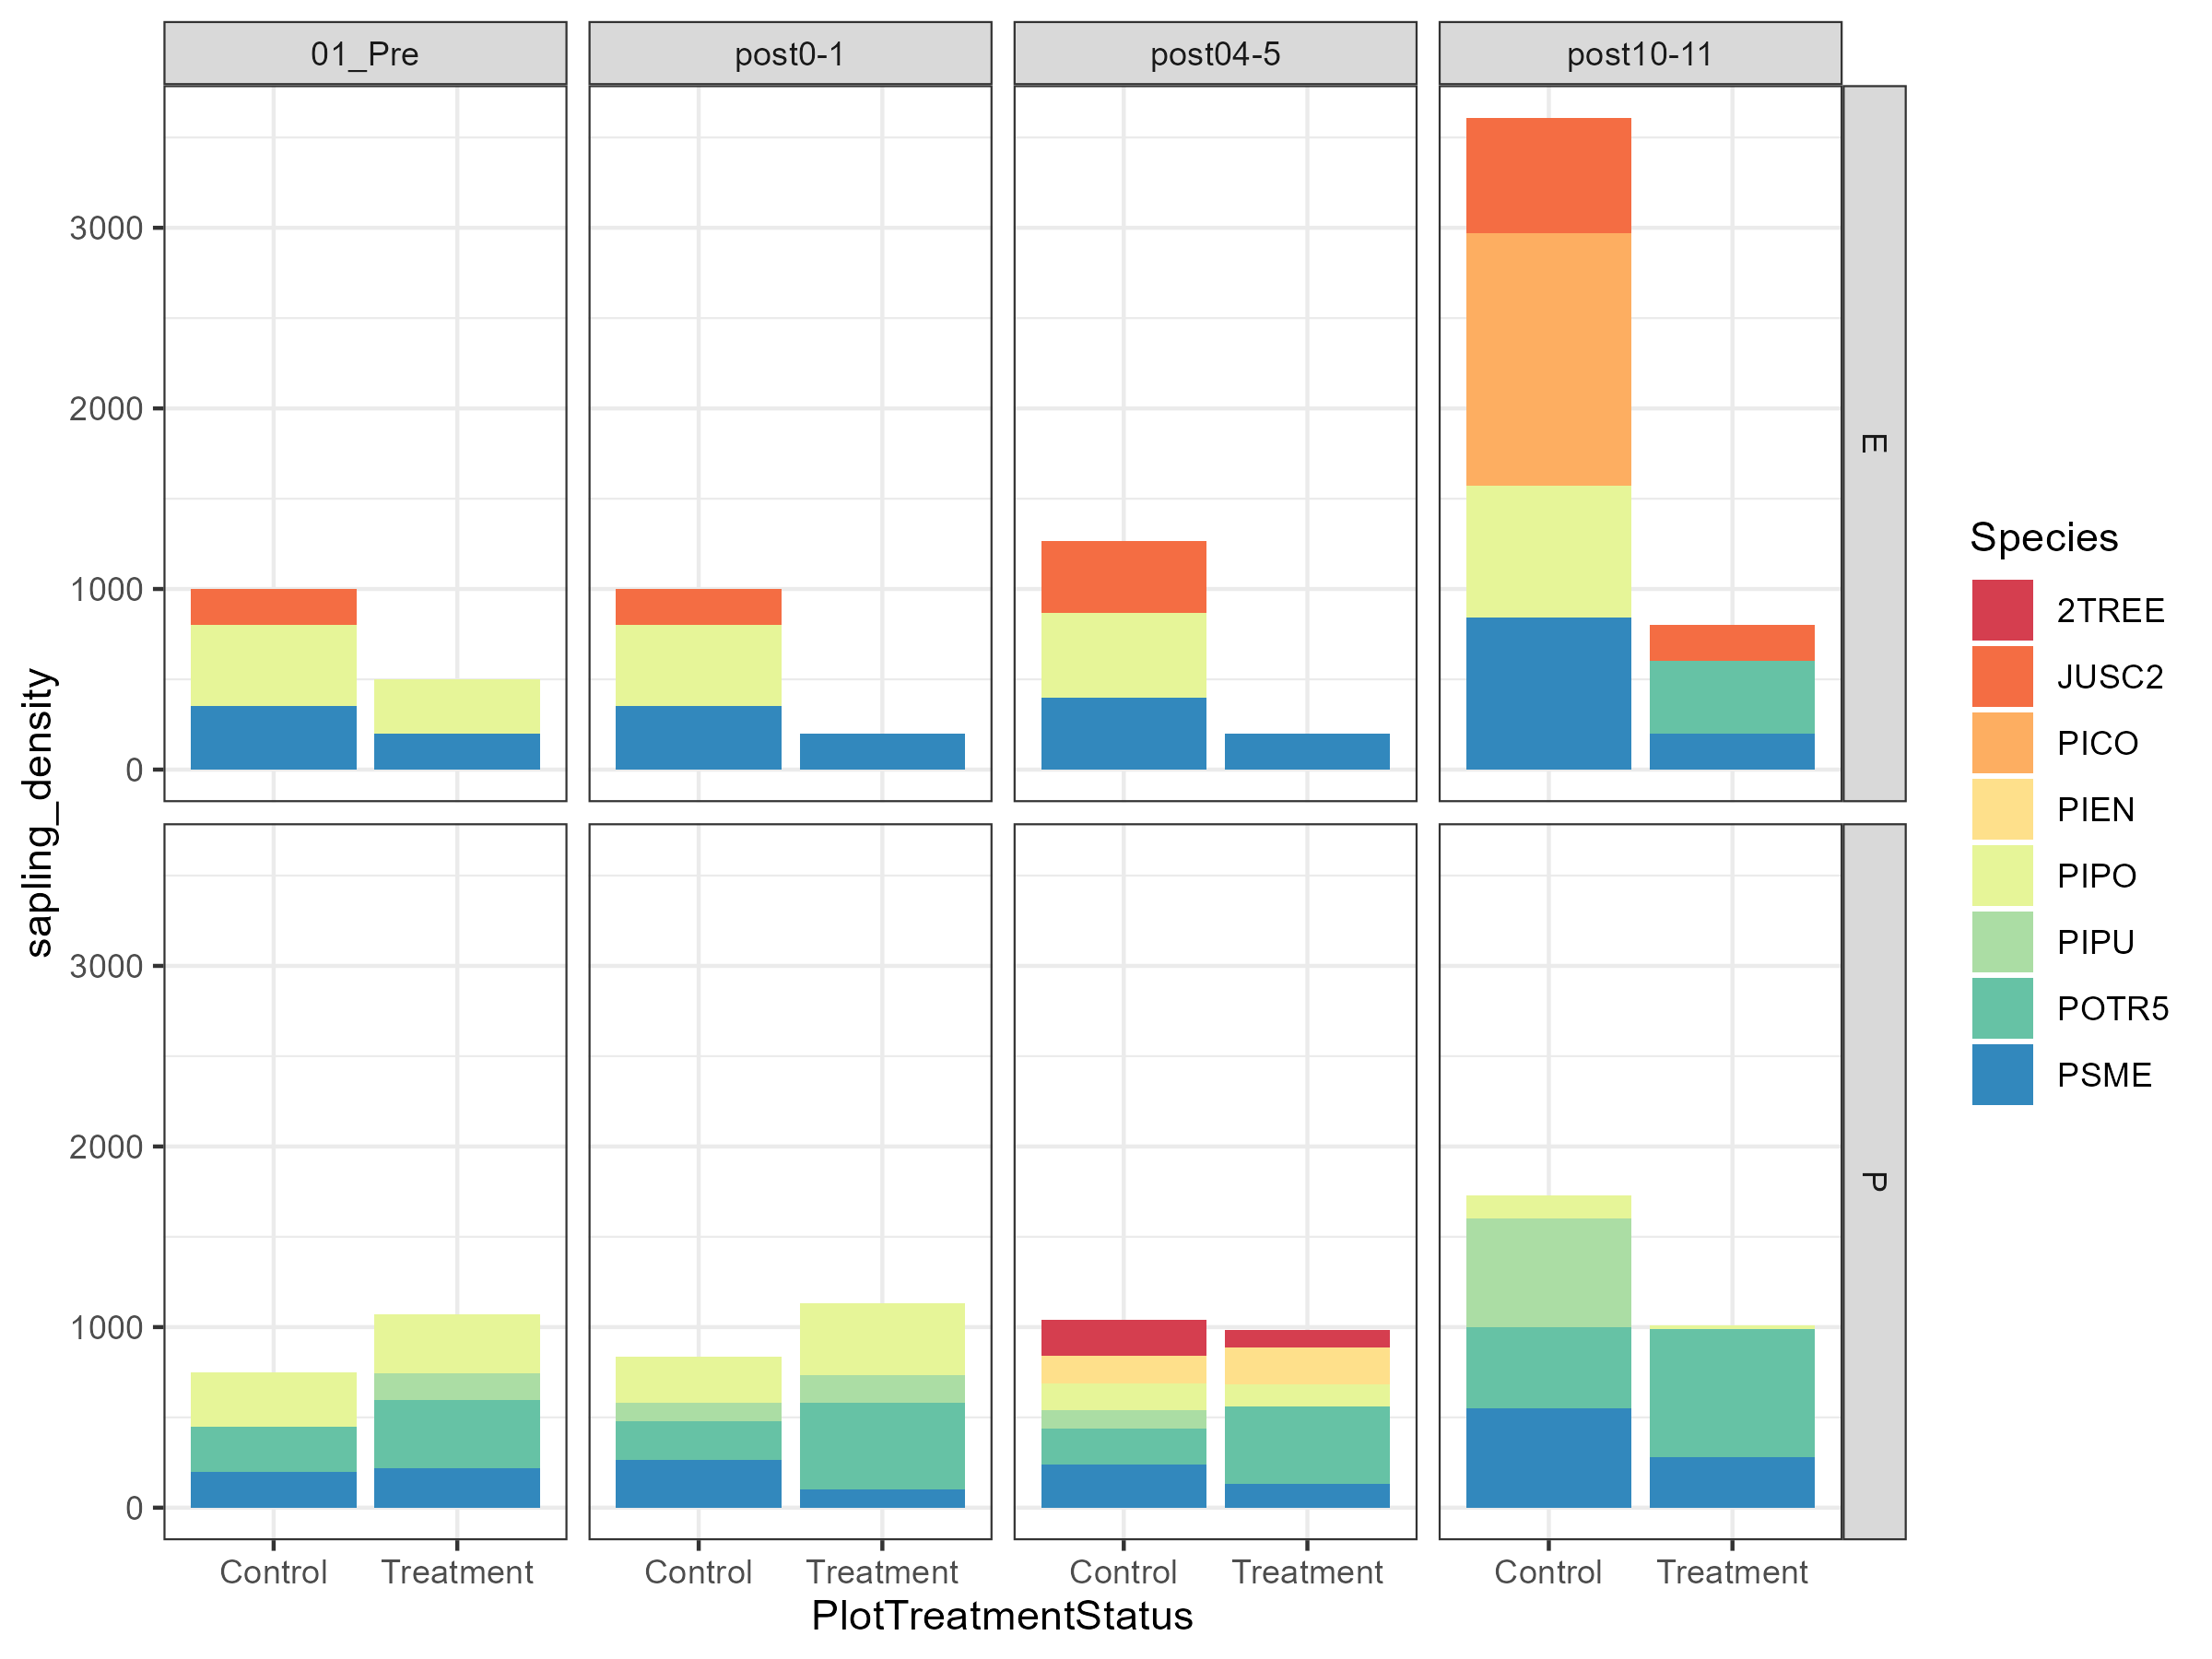 01_Pre
post0-1
post04-5
post10-11
3000
2000
1000
0
E
3000
2000
1000
0
P
sapling_density
Control
Treatment
Control
Treatment
Control
Treatment
Control
Treatment
PlotTreatmentStatus
Species
2TREE
JUSC2
PICO
PIEN
PIPO
PIPU
POTR5
PSME